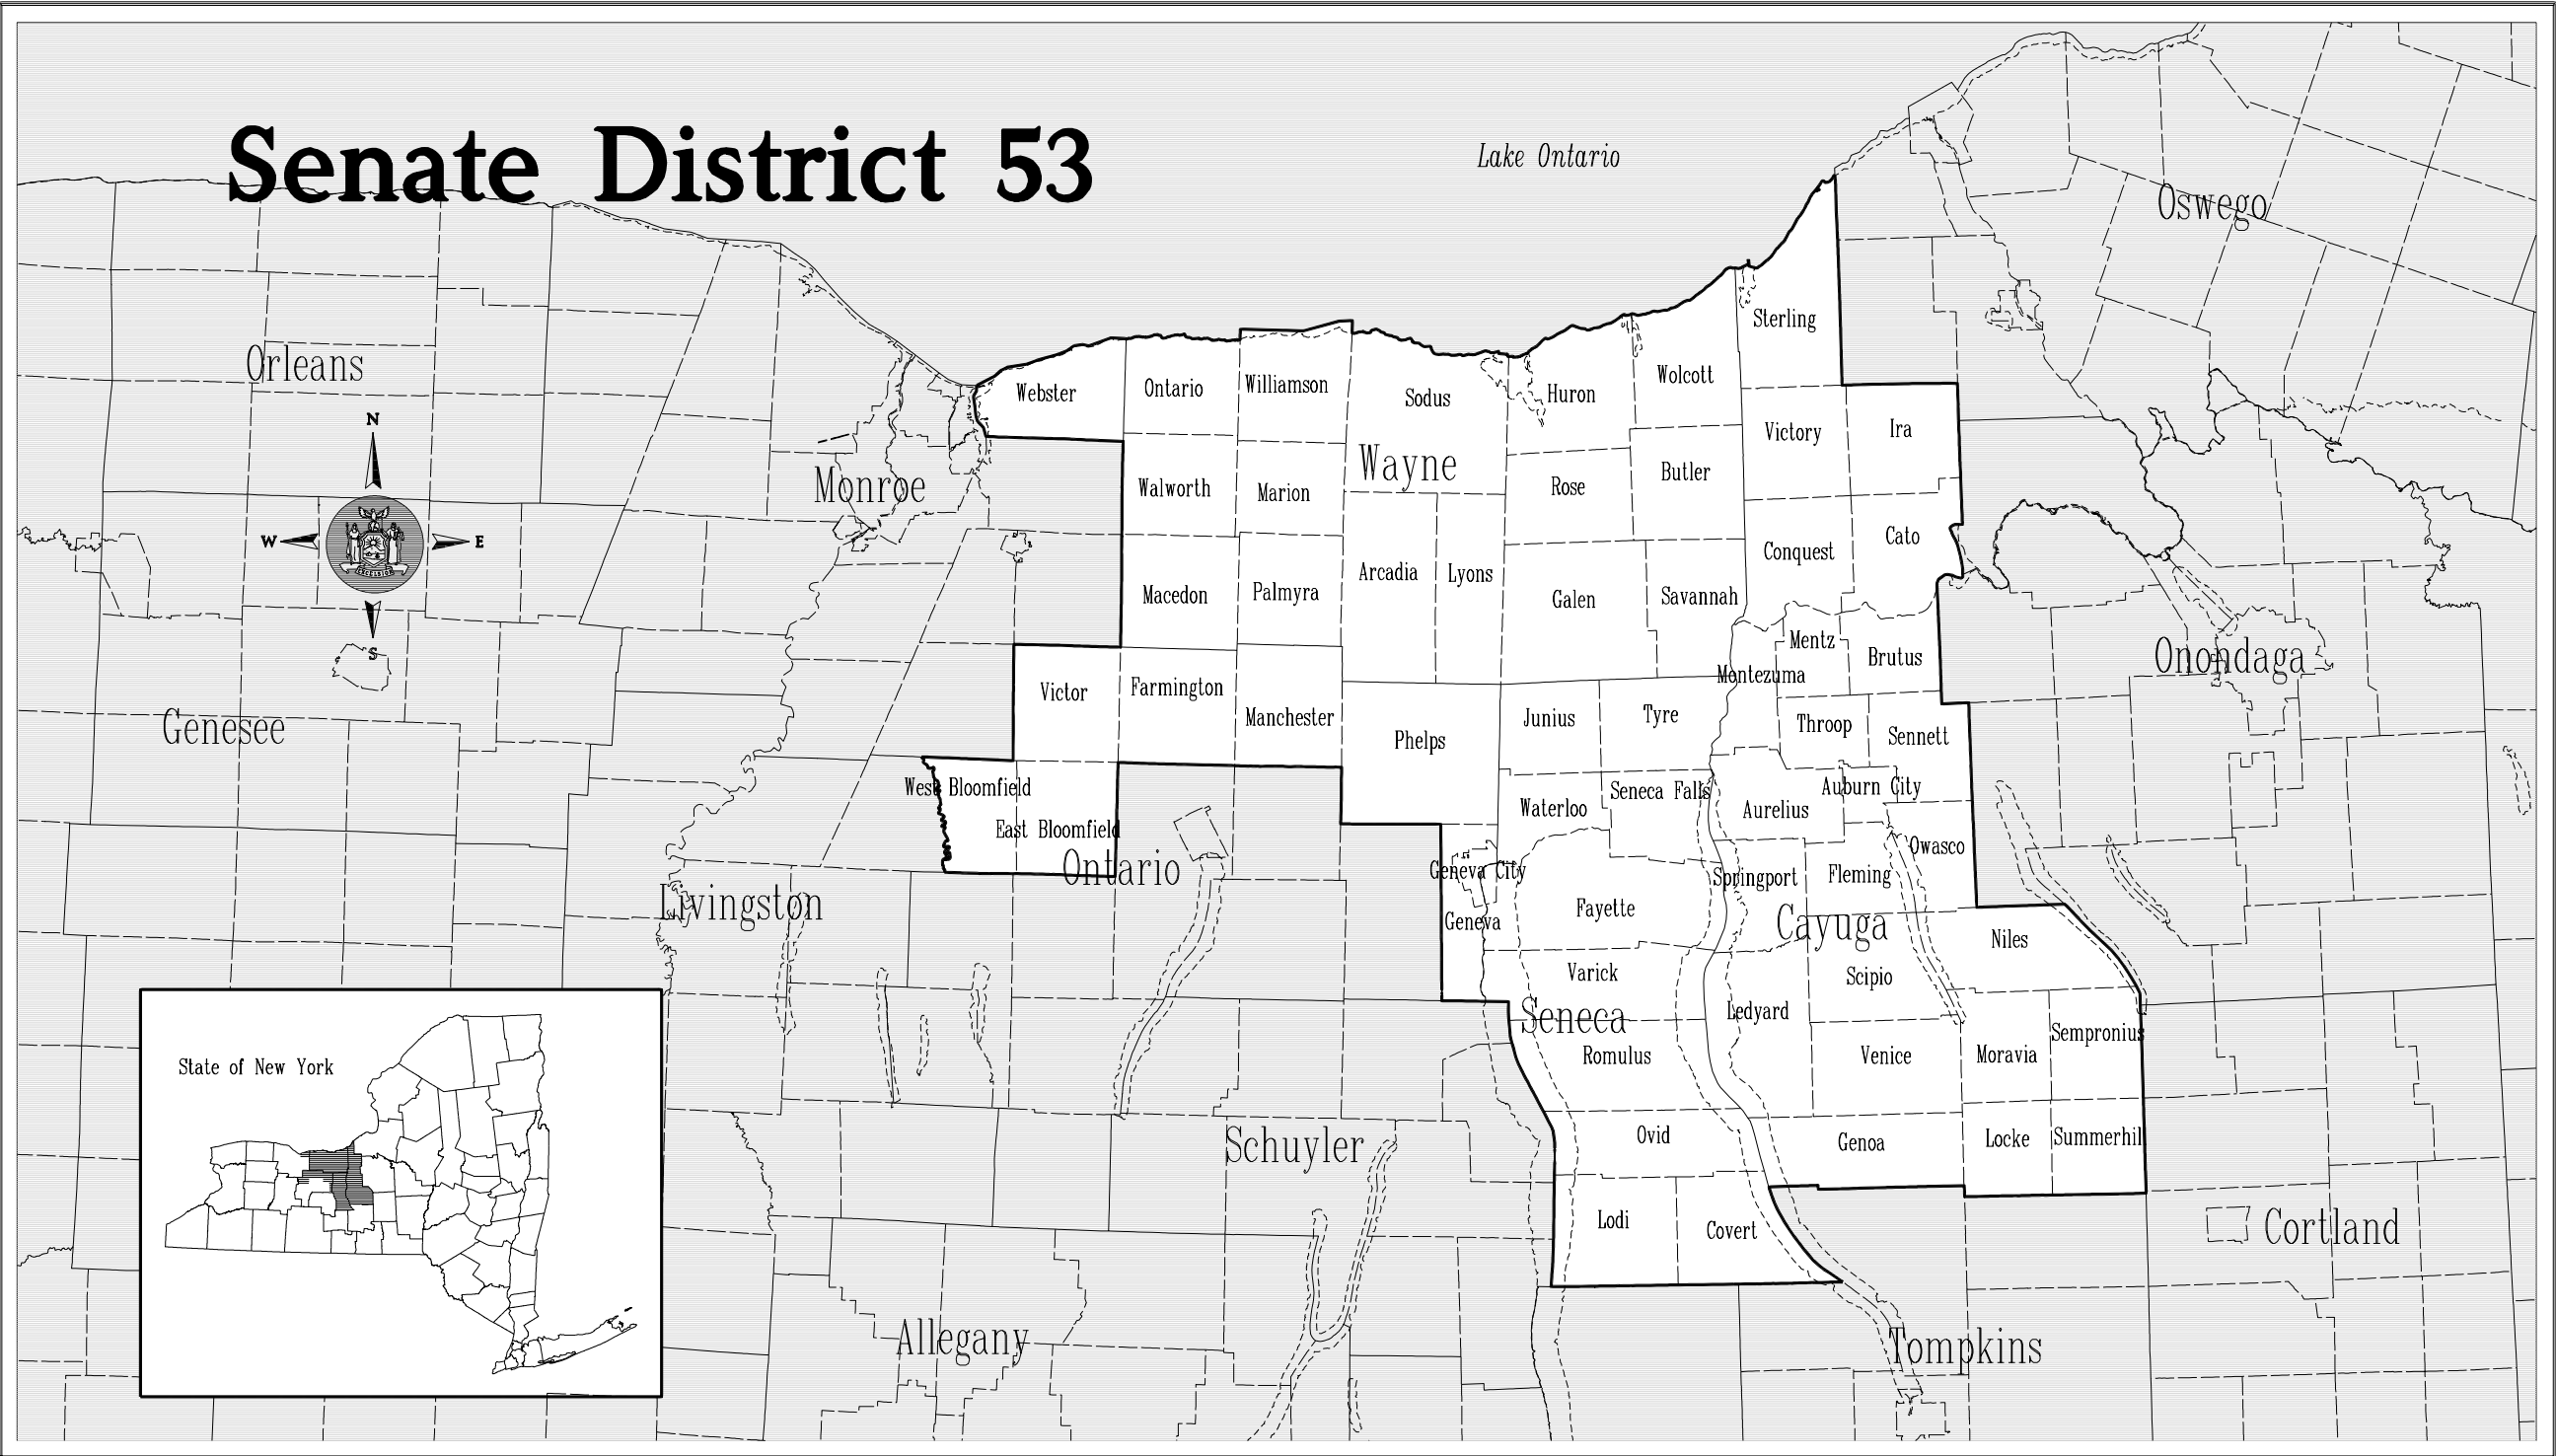 Senate District 53
Lake Ontario
Oswego
Orleans
N
W
E
S
EXCELSIOR
Monroe
Genesee
Webster
Ontario
Williamson
Sodus
Huron
Wolcott
Sterling
Wayne
Victory
Ira
Walworth
Marion
Rose
Butler
Conquest
Cato
Macedon
Palmyra
Arcadia
Lyons
Galen
Savannah
Mentz
Montezuma
Brutus
Onondaga
Victor
Farmington
Manchester
Phelps
Junius
Tyre
Throop
Sennett
West Bloomfield
East Bloomfield
Ontario
Waterloo
Seneca Falls
Aurelius
Auburn City
Owasco
Geneva City
Geneva
Fayette
Springport
Fleming
Livingston
Cayuga
Niles
Varick
Scipio
Seneca
Ledyard
Romulus
Venice
Moravia
Sempronius
State of New York
Schuyler
Ovid
Genoa
Locke
Summerhil
Lodi
Covert
Cortland
Allegany
Tompkins